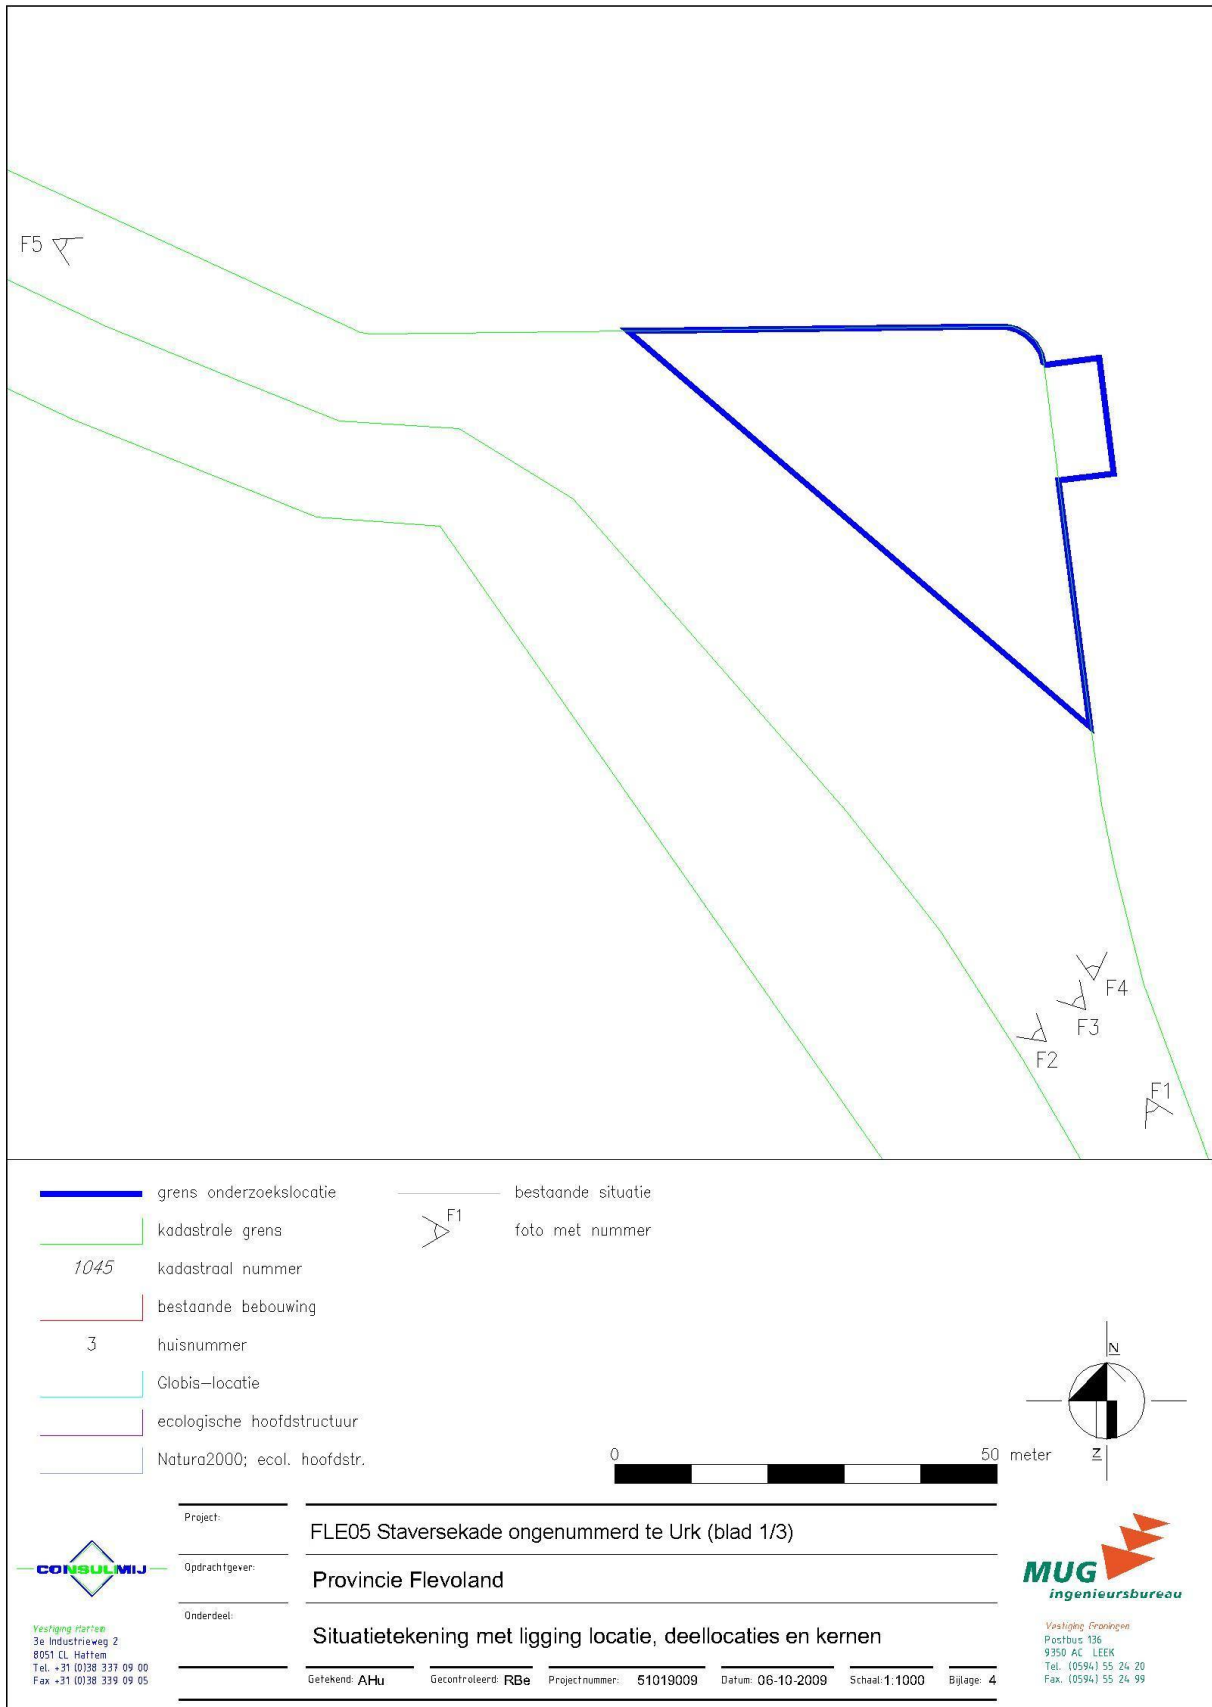 F5
F4
F3
F2
F1
grens onderzoekslocatie
bestaande situatie
kadastrale grens
F1
foto met nummer
1045
kadastraal nummer
bestaande bebouwing
3
huisnummer
Globis-locatie
ecologische hoofdstructuur
Natura2000; ecol. hoofdstr.
N
Z
0
50 meter
Project:
FLE05 Staversekade ongenummerd te Urk (blad 1/3)
Opdrachtgever:
Provincie Flevoland
Onderdeel:
Situatietekening met ligging locatie, deellocaties en kernen
Getekend: AHu
Gecontroleerd: RBe
Projectnummer: 51019009
Datum: 06-10-2009
Schaal: 1:1000
Bijlage: 4
CONSULMIJ
Vestiging Hattem
3e Industrieweg 2
8051 CL Hattem
Tel. +31 (0)38 337 09 00
Fax +31 (0)38 339 09 05
MUG
ingenieursbureau
Vestiging Groningen
Postbus 136
9350 AC LEEK
Tel. (0594) 55 24 20
Fax. (0594) 55 24 99